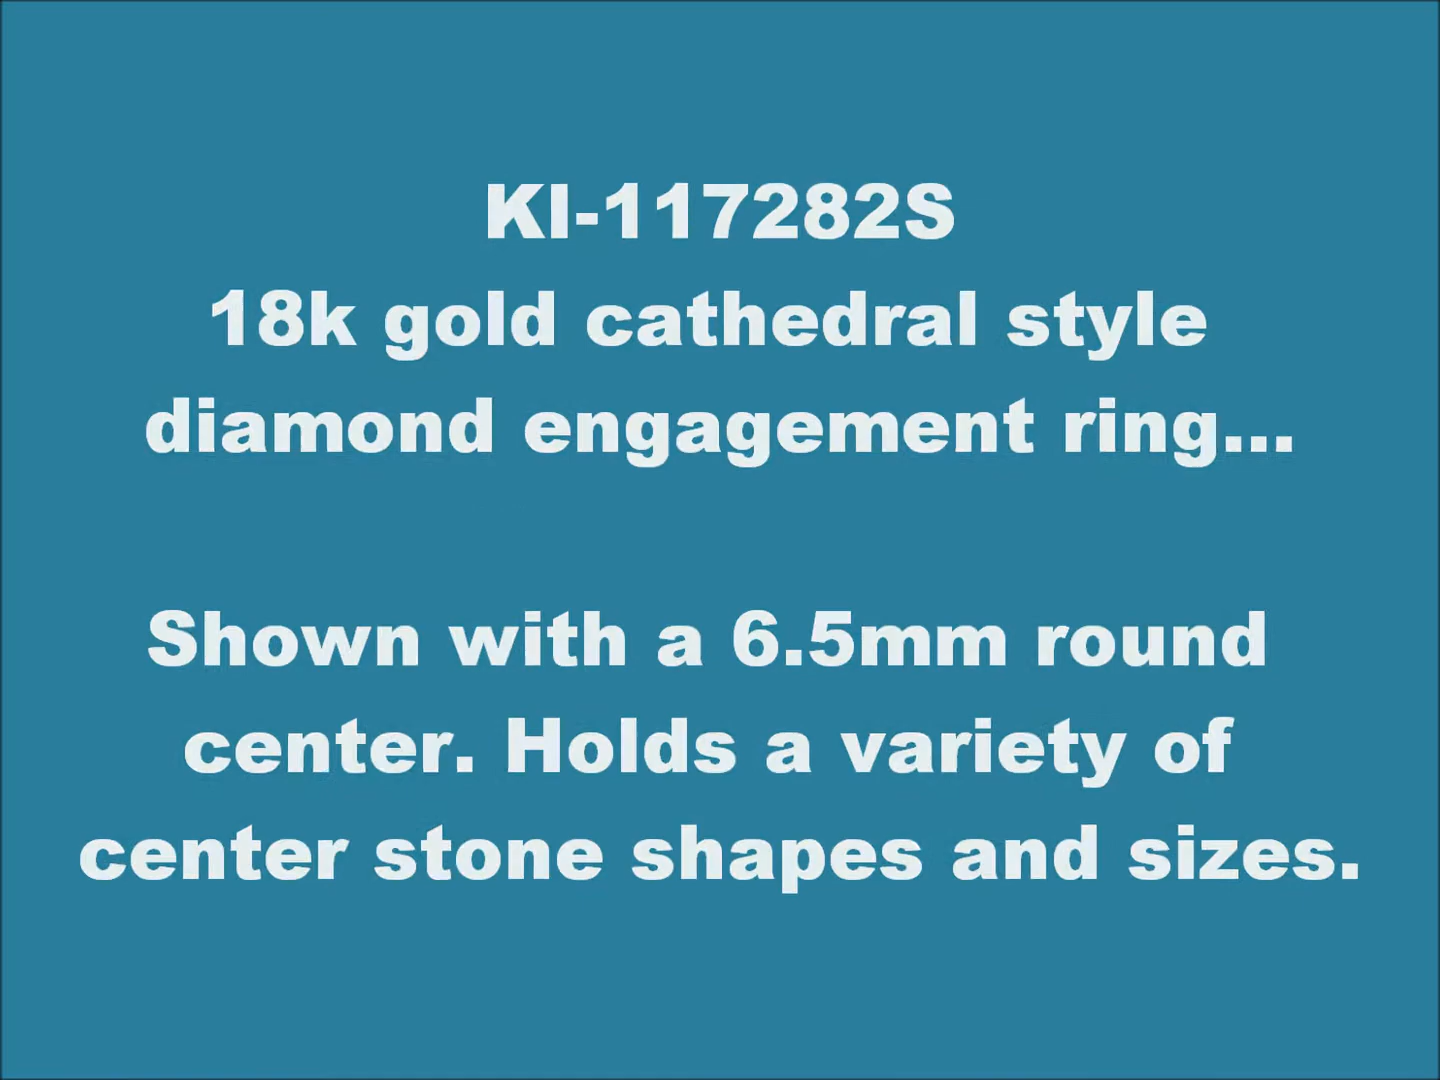 KI-117282S
18k gold cathedral style
diamond engagement ring...
Shown with a 6.5mm round
center. Holds a variety of
center stone shapes and sizes.